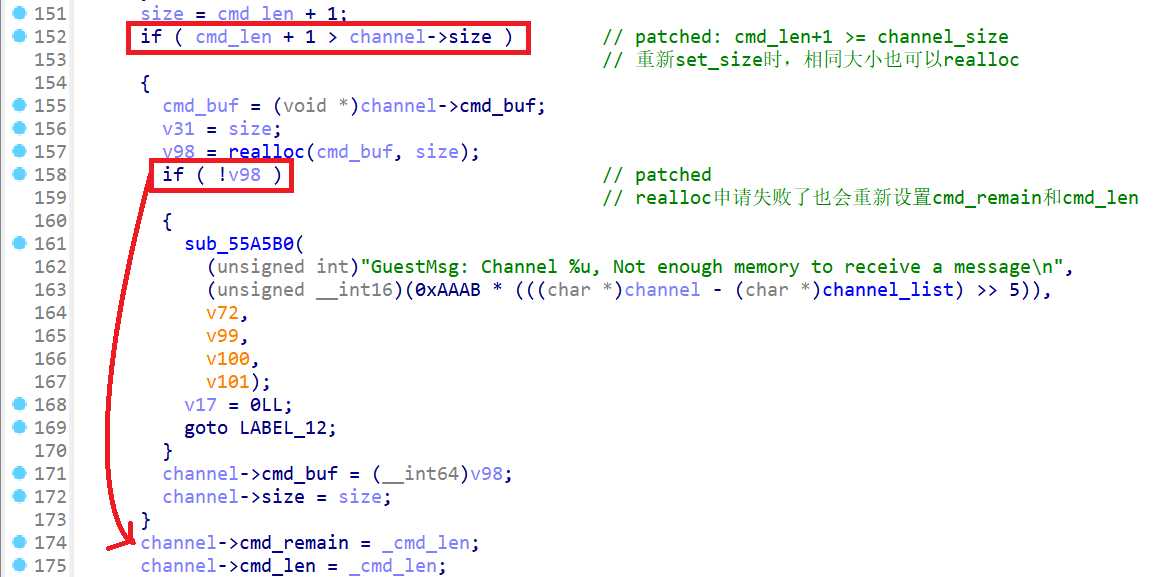 151 size = cmd_len + 1;
152 if ( cmd_len + 1 > channel->size ) // patched: cmd_len+1 >= channel_size
153 // 重新set_size时，相同大小也可以realloc
154 {
155 cmd_buf = (void *)channel->cmd_buf;
156 v31 = size;
157 v98 = realloc(cmd_buf, size);
158 if ( !v98 ) // patched
159 // realloc申请失败了也会重新设置cmd_remain和cmd_len
160 {
161 sub_55A5B0(
162 (unsigned int)"GuestMsg: Channel %u, Not enough memory to receive a message\n",
163 (unsigned __int16)(0xAAAB * (((char *)channel - (char *)channel_list) >> 5)),
164 v72,
165 v99,
166 v100,
167 v101);
168 v17 = 0LL;
169 goto LABEL_12;
170 }
171 channel->cmd_buf = (__int64)v98;
172 channel->size = size;
173 }
174 channel->cmd_remain = _cmd_len;
175 channel->cmd_len = _cmd_len;